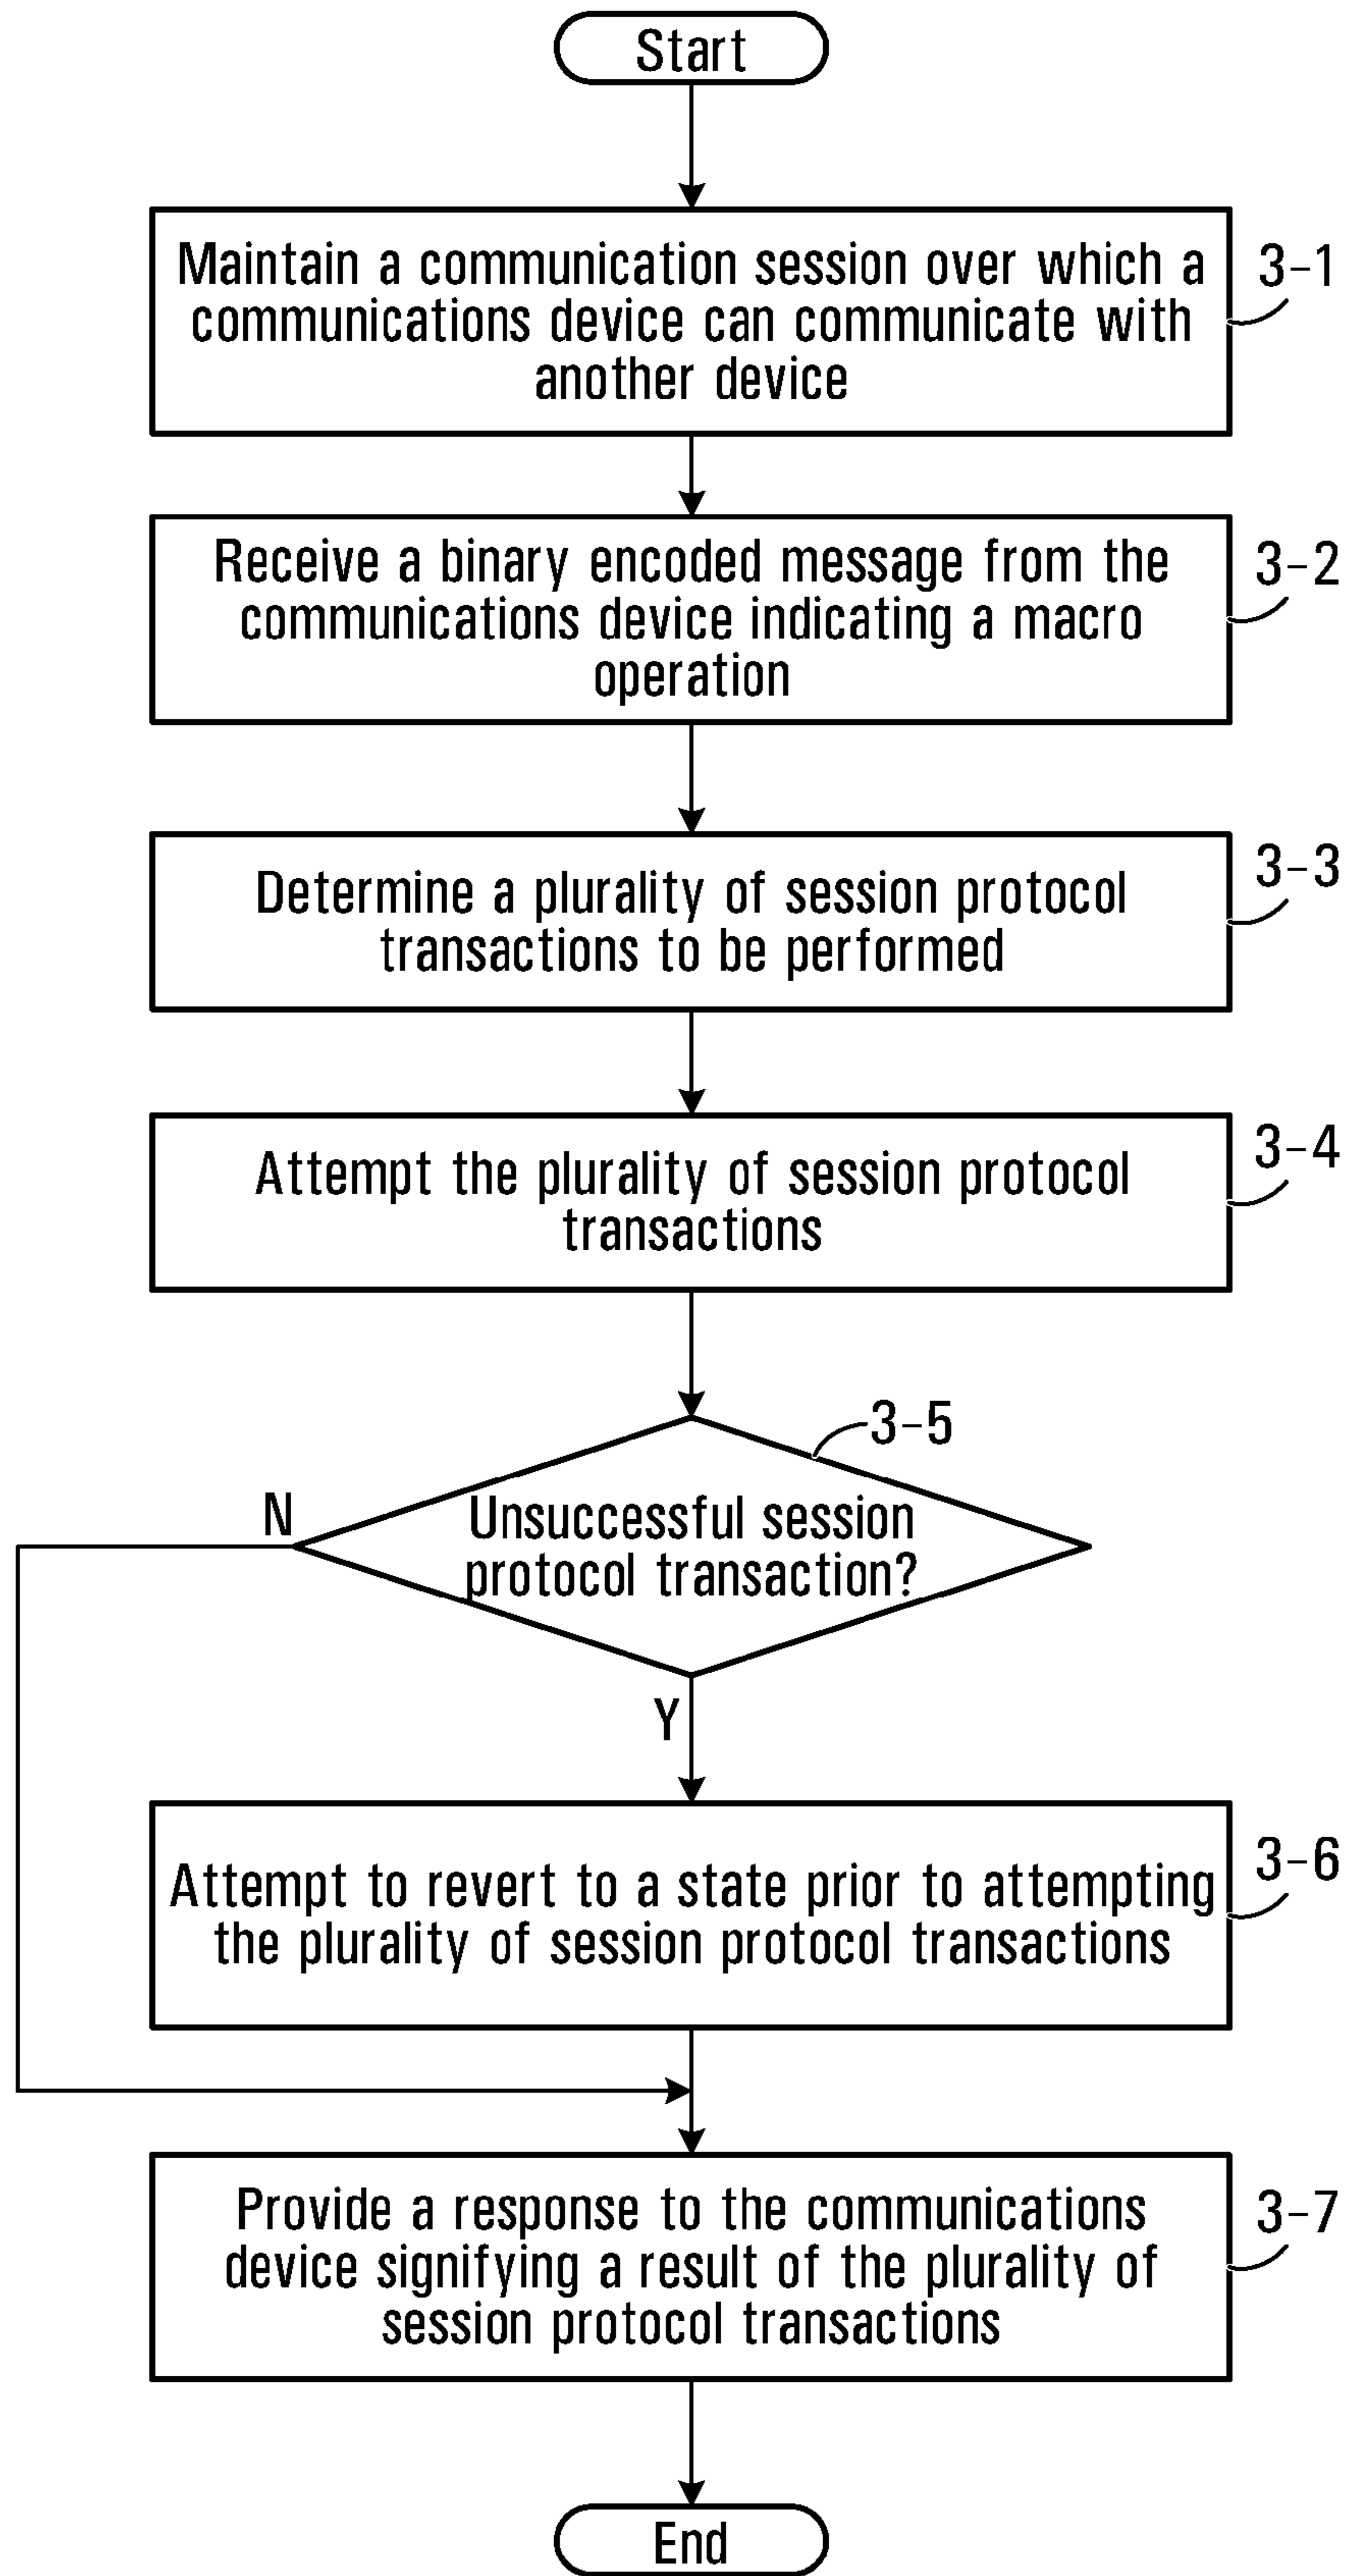 Start
Maintain a communication session over which a
communications device can communicate with
another device
3-1
Receive a binary encoded message from the
communications device indicating a macro
operation
3-2
Determine a plurality of session protocol
transactions to be performed
3-3
Attempt the plurality of session protocol
transactions
3-4
3-5
N
Unsuccessful session
protocol transaction?
Y
Attempt to revert to a state prior to attempting
the plurality of session protocol transactions
3-6
Provide a response to the communications
device signifying a result of the plurality of
session protocol transactions
3-7
End